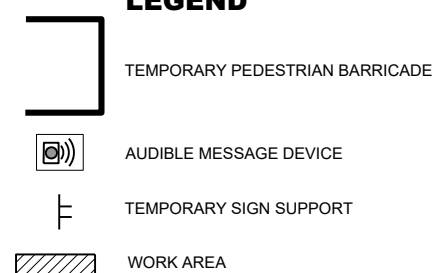 LEGEND
TEMPORARY PEDESTRIAN BARRICADE
AUDIBLE MESSAGE DEVICE
TEMPORARY SIGN SUPPORT
WORK AREA